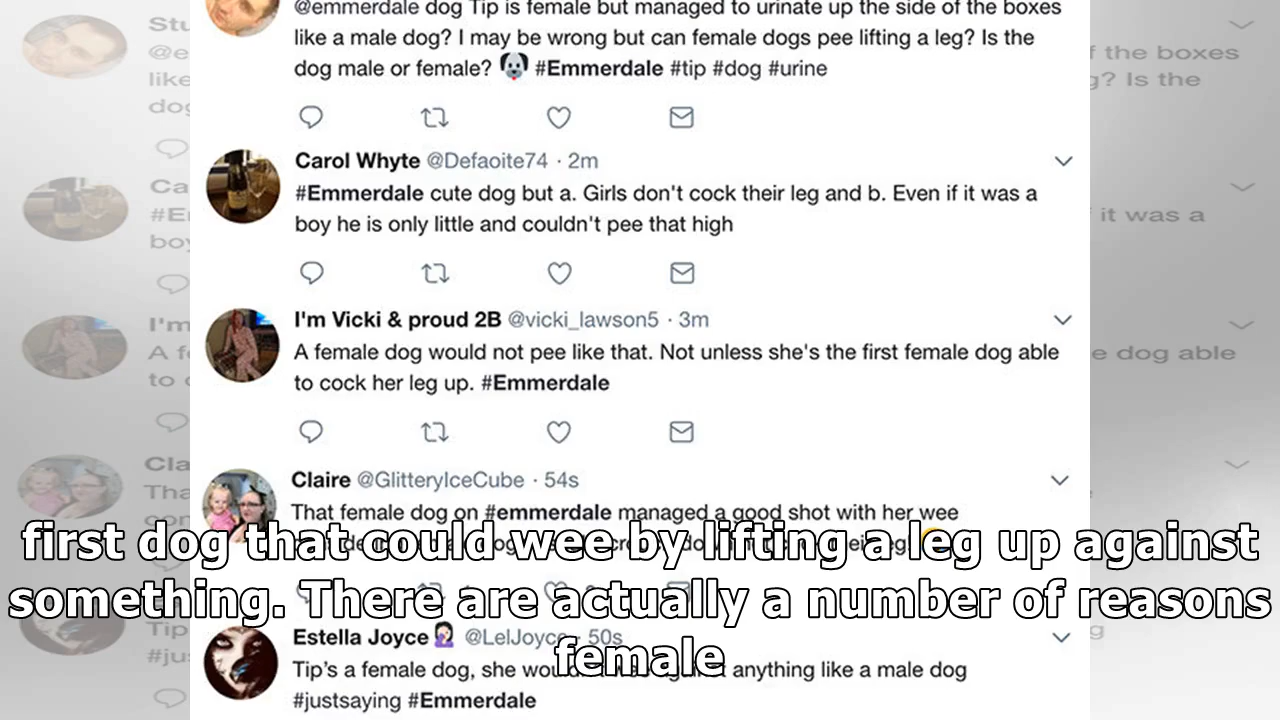 @emmerdale dog Tip is female but managed to urinate up the side of the boxes
like a male dog? I may be wrong but can female dogs pee lifting a leg? Is the
dog male or female? 🐶 #Emmerdale #tip #dog #urine
Carol Whyte @Defaoite74 · 2m
#Emmerdale cute dog but a. Girls don't cock their leg and b. Even if it was a
boy he is only little and couldn't pee that high
I'm Vicki & proud 2B @vicki_lawson5 · 3m
A female dog would not pee like that. Not unless she's the first female dog able
to cock her leg up. #Emmerdale
Claire @GlitteryIceCube · 54s
That female dog on #emmerdale managed a good shot with her wee
first dog that could wee by lifting a leg up against
something. There are actually a number of reasons
female
Estella Joyce🤦🏻‍♀️ @LelJoyce · 50s
Tip's a female dog, she anything like a male dog
#justsaying #Emmerdale